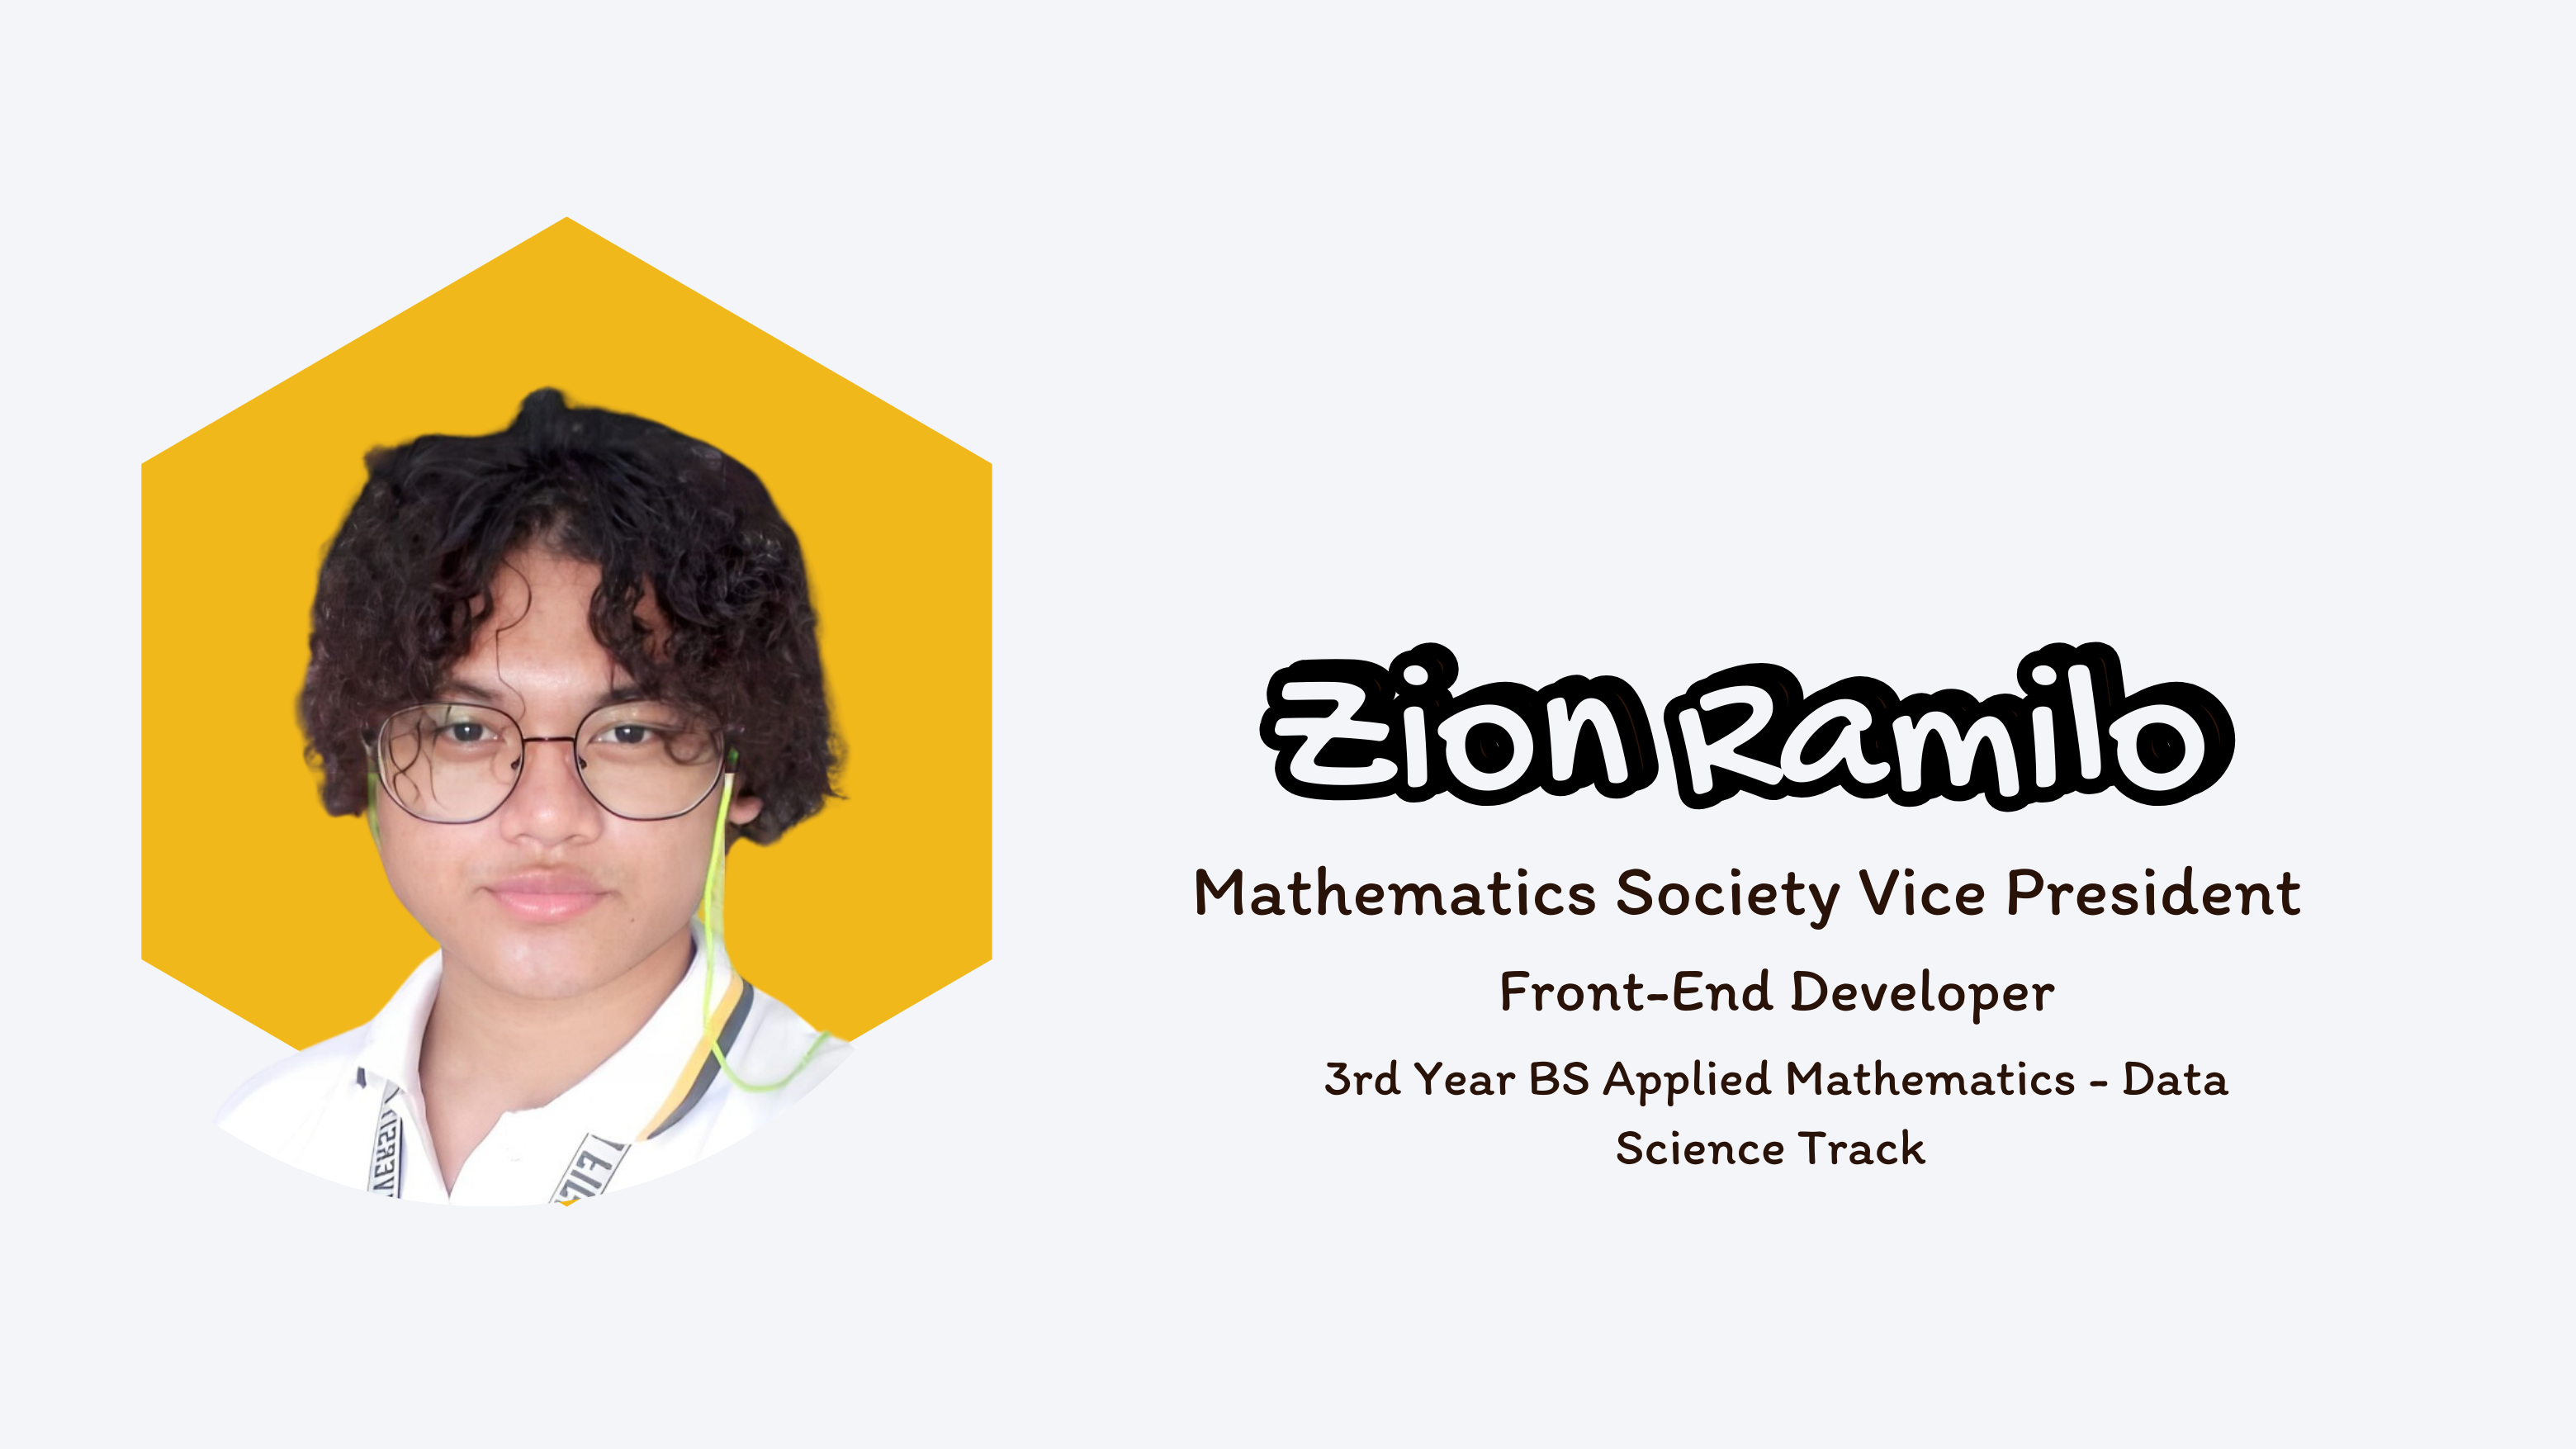 Zion Ramilo
Mathematics Society Vice President
Front-End Developer
3rd Year BS Applied Mathematics - Data
Science Track